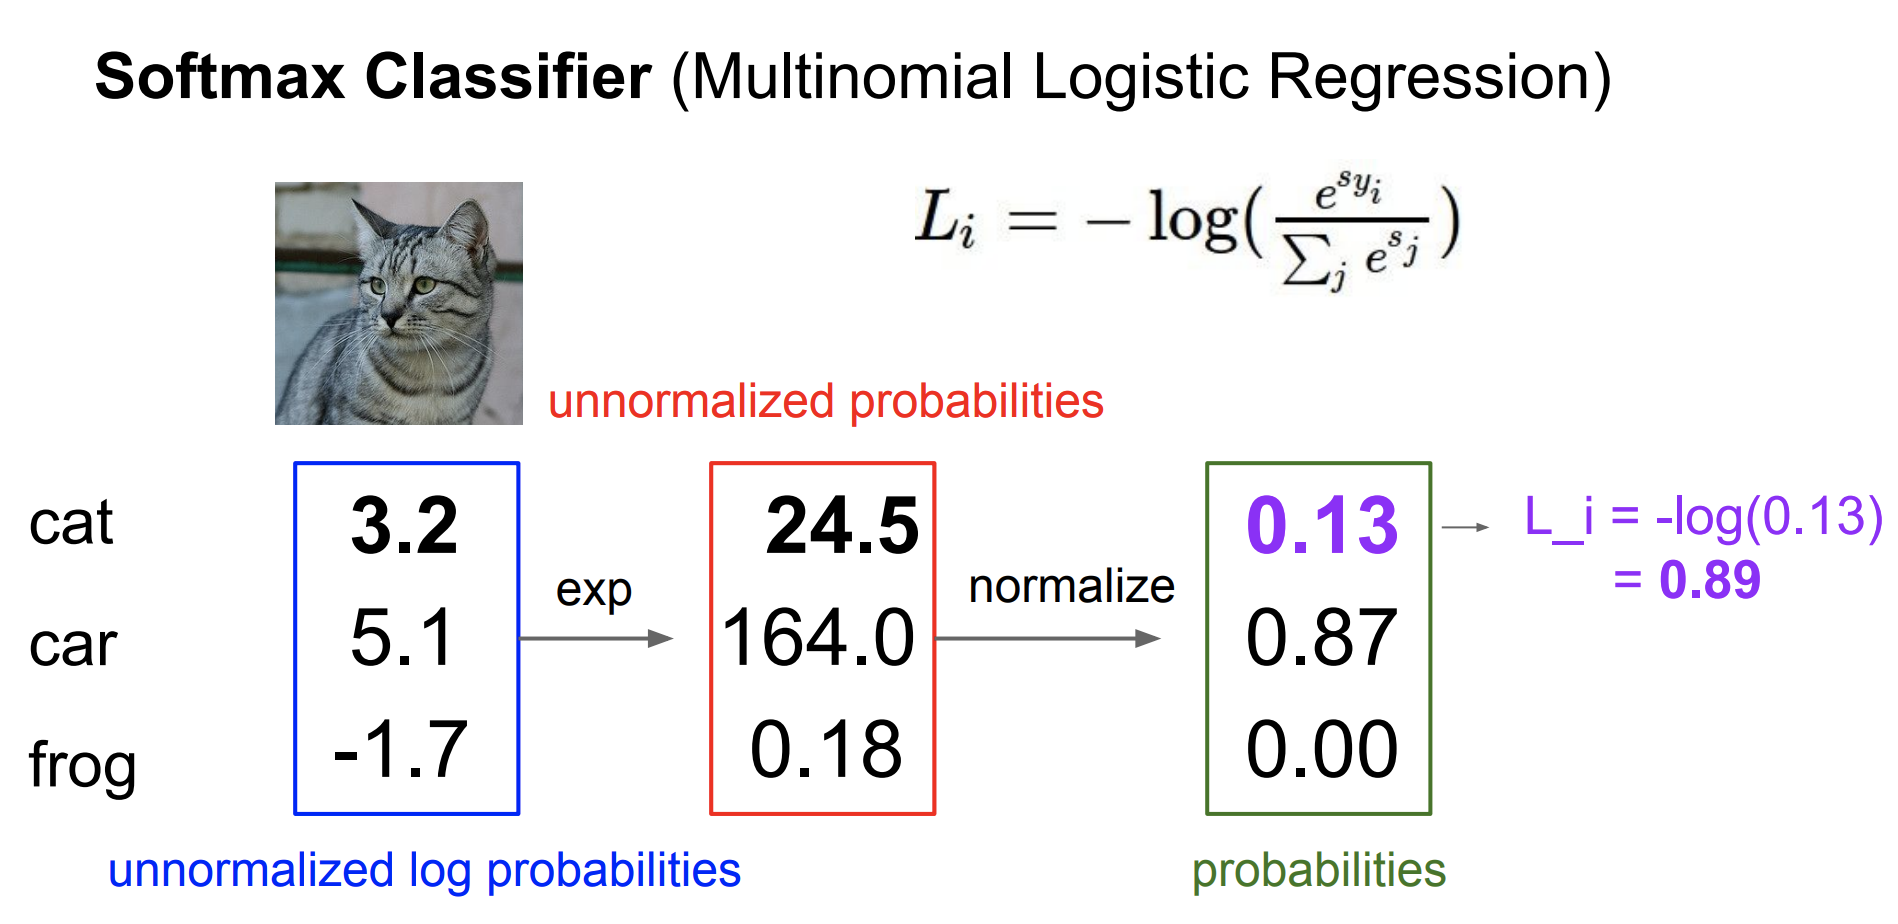 Softmax Classifier (Multinomial Logistic Regression)
L_i = -log(e^{s_{y_i}} / ∑_j e^{s_j})
unnormalized probabilities
cat 3.2 24.5 0.13 L_i = -log(0.13)
= 0.89
exp normalize
car 5.1 164.0 0.87
frog -1.7 0.18 0.00
unnormalized log probabilities probabilities